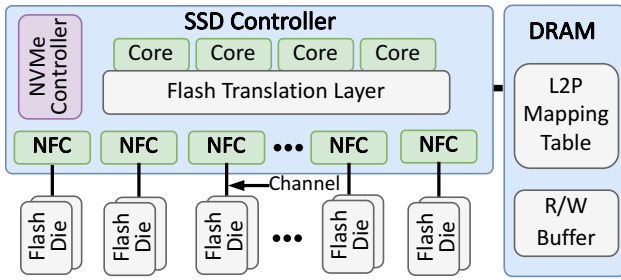 SSD Controller
NVMe
Controller
Core
Core
Core
Core
Flash Translation Layer
NFC
NFC
NFC
•••
NFC
NFC
Channel
Flash
Die
Flash
Die
Flash
Die
•••
Flash
Die
Flash
Die
DRAM
L2P
Mapping
Table
R/W
Buffer